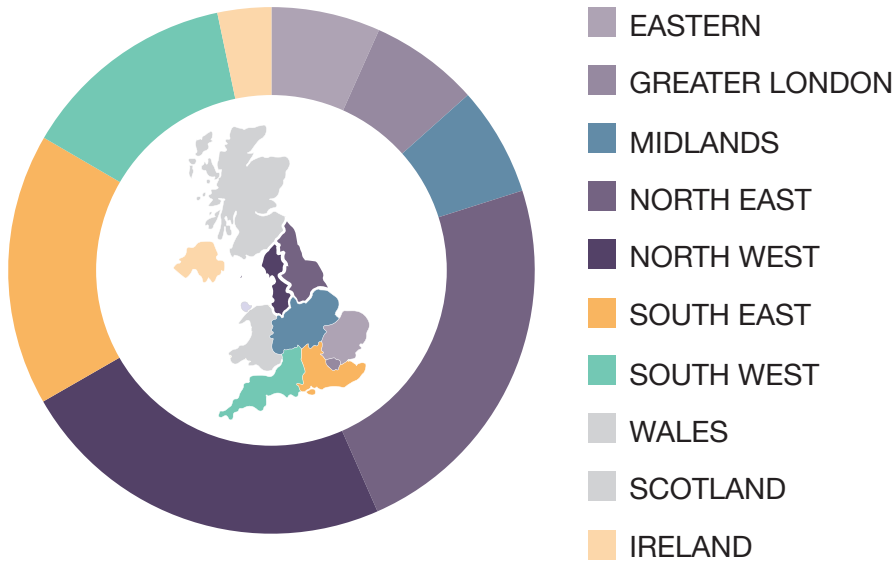 EASTERN
GREATER LONDON
MIDLANDS
NORTH EAST
NORTH WEST
SOUTH EAST
SOUTH WEST
WALES
SCOTLAND
IRELAND